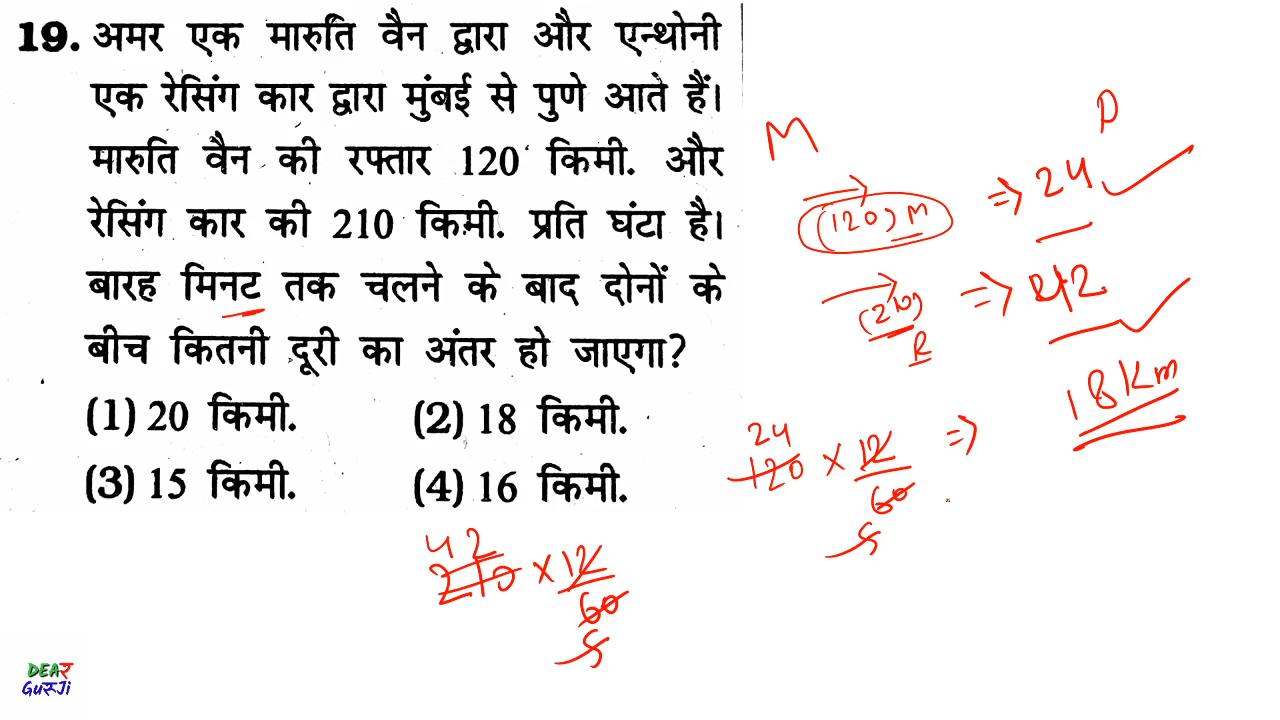 19. अमर एक मारुति वैन द्वारा और एन्थोनी
एक रेसिंग कार द्वारा मुंबई से पुणे आते हैं।
मारुति वैन की रफ्तार 120 किमी. और
रेसिंग कार की 210 किमी. प्रति घंटा है।
बारह मिनट तक चलने के बाद दोनों के
बीच कितनी दूरी का अंतर हो जाएगा?
(1) 20 किमी. (2) 18 किमी.
(3) 15 किमी. (4) 16 किमी.
M P
(120) M ⇒ 24
(210) R ⇒ 42
18 Km
24
120 × 12/60 ⇒
5
42
210 × 12/60
5
DEAR
GuruJi